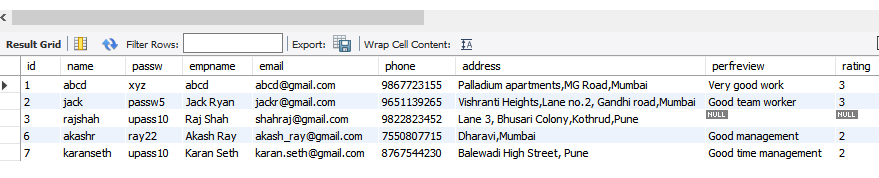 Result Grid Filter Rows: Export: Wrap Cell Content: IA
id name passw empname email phone address perfreview rating
1 abcd xyz abcd abcd@gmail.com 9867723155 Palladium apartments,MG Road,Mumbai Very good work 3
2 jack passw5 Jack Ryan jackr@gmail.com 9651139265 Vishranti Heights,Lane no.2, Gandhi road,Mumbai Good team worker 3
3 rajshah upass10 Raj Shah shahraj@gmail.com 9822823452 Lane 3, Bhusari Colony,Kothrud,Pune NULL NULL
6 akashr ray22 Akash Ray akash_ray@gmail.com 7550807715 Dharavi,Mumbai Good management 2
7 karanseth upass10 Karan Seth karan.seth@gmail.com 8767544230 Balewadi High Street, Pune Good time management 2